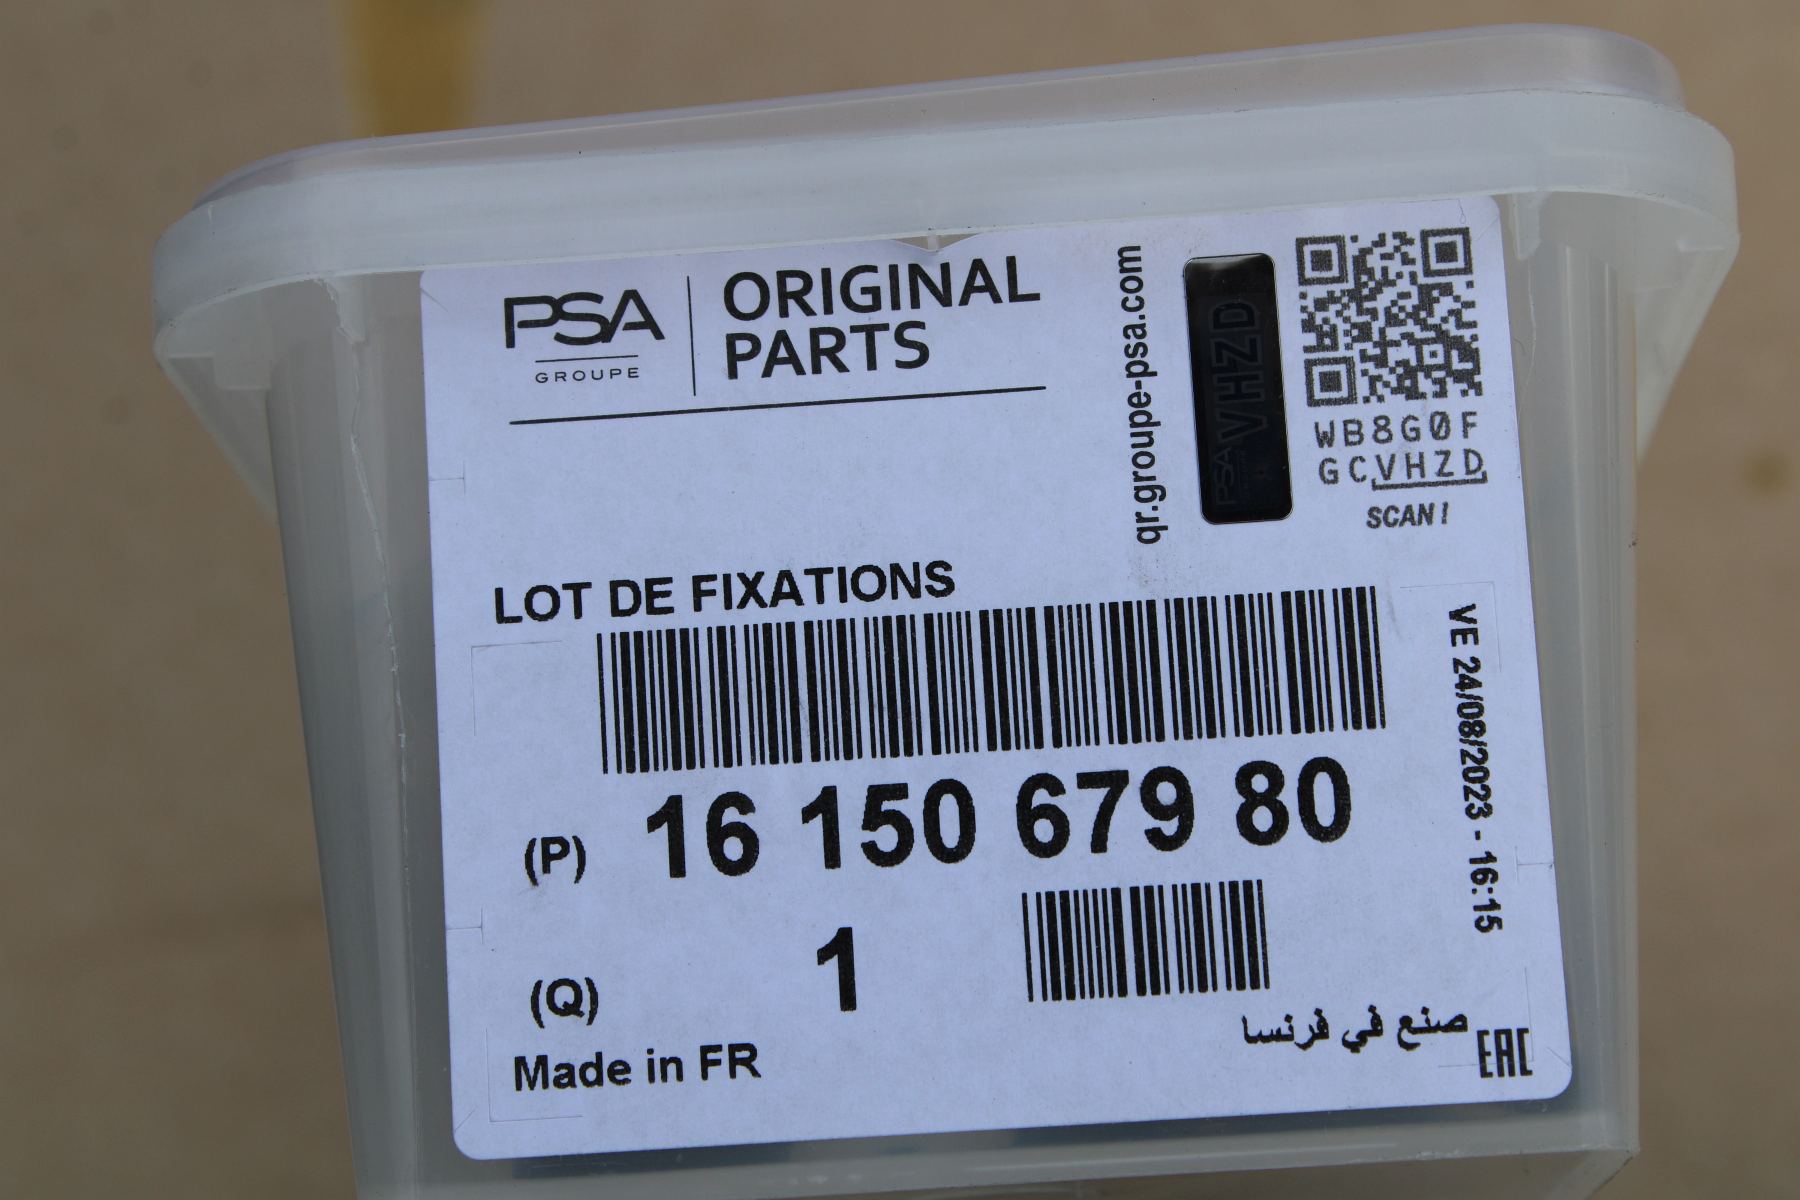 PSA
GROUPE
ORIGINAL
PARTS
qr.groupe-psa.com
PSA VHZD
WB8G0F
GCVHZD
SCAN!
LOT DE FIXATIONS
VE 24/08/2023 - 16:15
(P) 16 150 679 80
(Q) 1
Made in FR
صنع في فرنسا
EAC